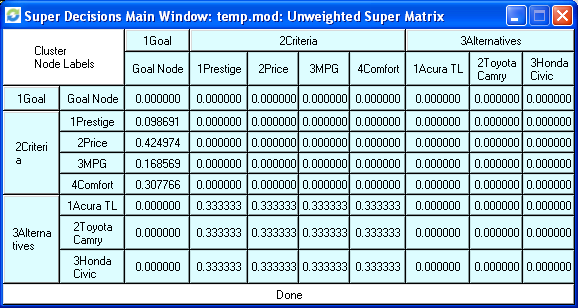 Super Decisions Main Window: temp.mod: Unweighted Super Matrix
Cluster
Node Labels
1Goal 2Criteria 3Alternatives
Goal Node 1Prestige 2Price 3MPG 4Comfort 1Acura TL 2Toyota
Camry 3Honda
Civic
1Goal Goal Node 0.000000 0.000000 0.000000 0.000000 0.000000 0.000000 0.000000 0.000000
2Criteri
a
1Prestige 0.098691 0.000000 0.000000 0.000000 0.000000 0.000000 0.000000 0.000000
2Price 0.424974 0.000000 0.000000 0.000000 0.000000 0.000000 0.000000 0.000000
3MPG 0.168569 0.000000 0.000000 0.000000 0.000000 0.000000 0.000000 0.000000
4Comfort 0.307766 0.000000 0.000000 0.000000 0.000000 0.000000 0.000000 0.000000
3Alterna
tives
1Acura TL 0.000000 0.333333 0.333333 0.333333 0.333333 0.000000 0.000000 0.000000
2Toyota
Camry 0.000000 0.333333 0.333333 0.333333 0.333333 0.000000 0.000000 0.000000
3Honda
Civic 0.000000 0.333333 0.333333 0.333333 0.333333 0.000000 0.000000 0.000000
Done